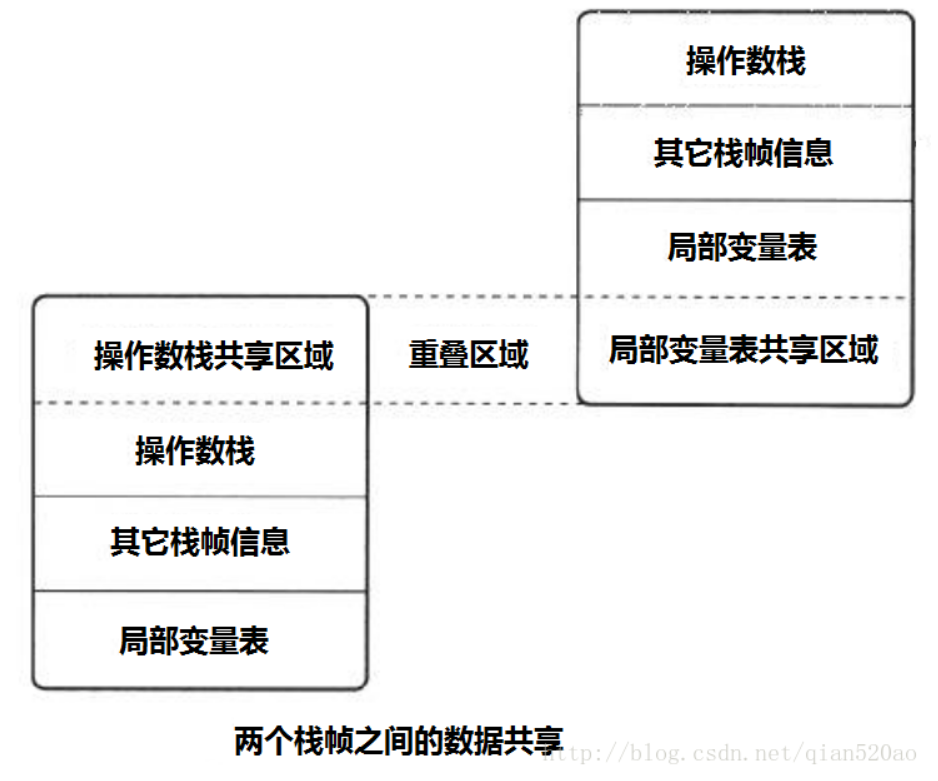 操作数栈
其它栈帧信息
局部变量表
操作数栈共享区域
重叠区域
局部变量表共享区域
操作数栈
其它栈帧信息
局部变量表
两个栈帧之间的数据共享
http://blog.csdn.net/qian520ao